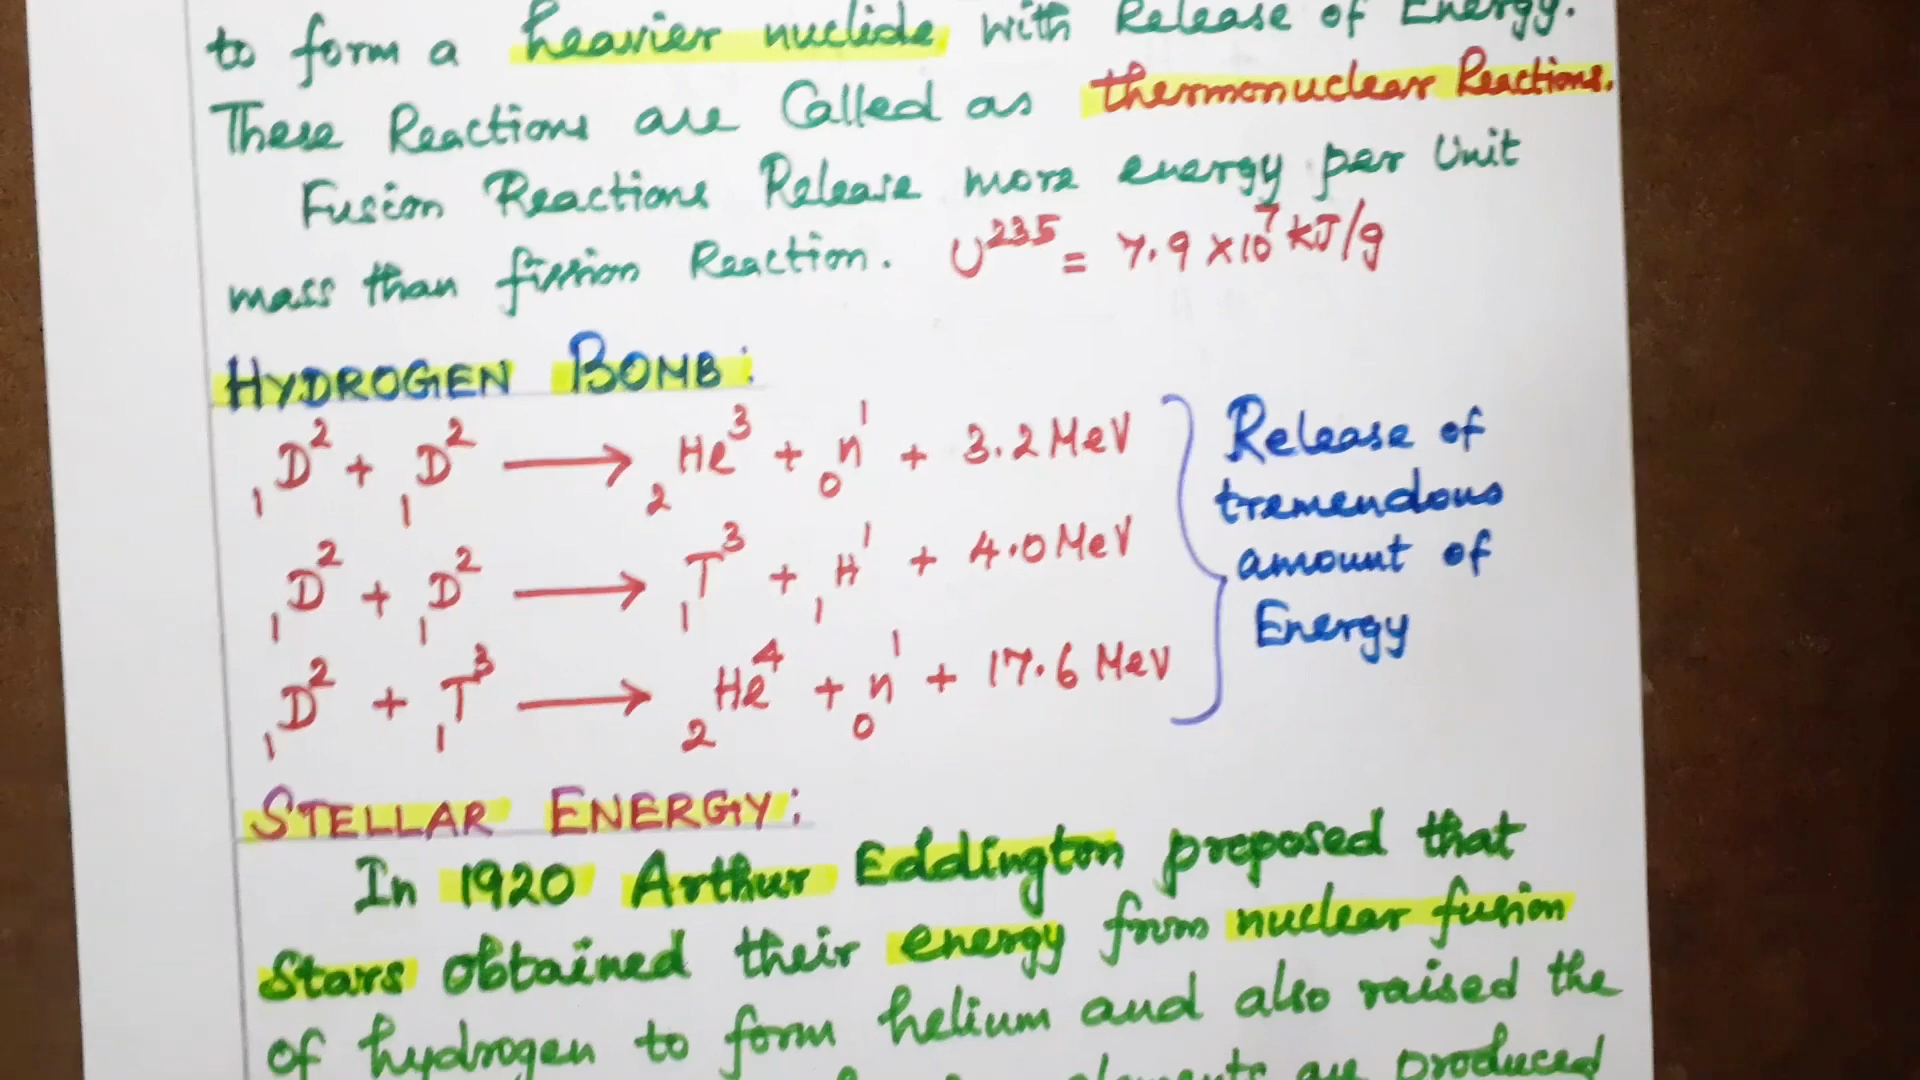 to form a heavier nuclide with Release of Energy.
These Reactions are Called as thermonuclear Reactions.
Fusion Reactions Release more energy per Unit
mass than fission Reaction. U²³⁵ = 7.9 × 10⁷ kJ/g
HYDROGEN BOMB:
₁D² + ₁D² ⟶ ₂He³ + ₀n¹ + 3.2 MeV
₁D² + ₁D² ⟶ ₁T³ + ₁H¹ + 4.0 MeV
₁D² + ₁T³ ⟶ ₂He⁴ + ₀n¹ + 17.6 MeV
Release of
tremendous
amount of
Energy
STELLAR ENERGY:
In 1920 Arthur Eddington proposed that
Stars obtained their energy from nuclear fusion
of hydrogen to form helium and also raised the
elements are produced